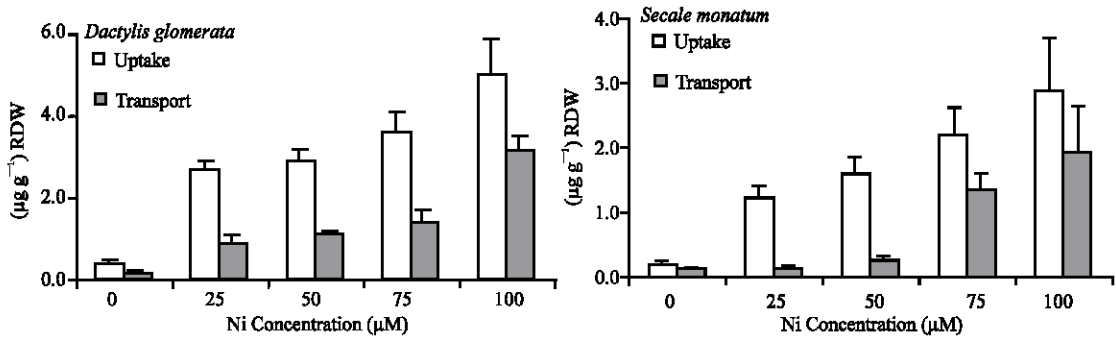 Dactylis glomerata
Uptake
Transport
(µg g⁻¹) RDW
6.0
4.0
2.0
0.0
0 25 50 75 100
Ni Concentration (µM)
Secale monatum
Uptake
Transport
(µg g⁻¹) RDW
4.0
3.0
2.0
1.0
0.0
0 25 50 75 100
Ni Concentration (µM)